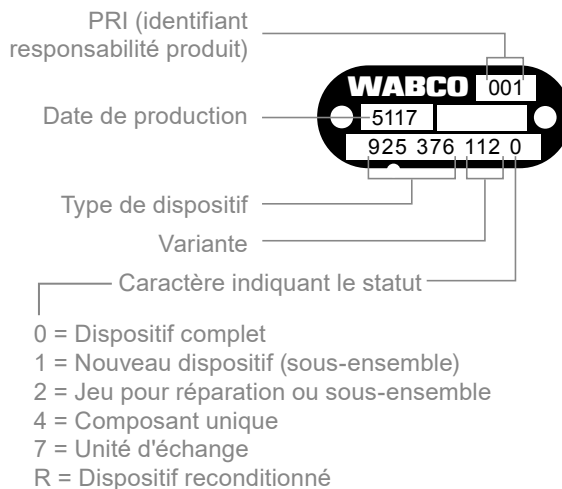 PRI (identifiant
responsabilité produit)
WABCO 001
Date de production
5117
925 376 112 0
Type de dispositif
Variante
Caractère indiquant le statut
0 = Dispositif complet
1 = Nouveau dispositif (sous-ensemble)
2 = Jeu pour réparation ou sous-ensemble
4 = Composant unique
7 = Unité d'échange
R = Dispositif reconditionné